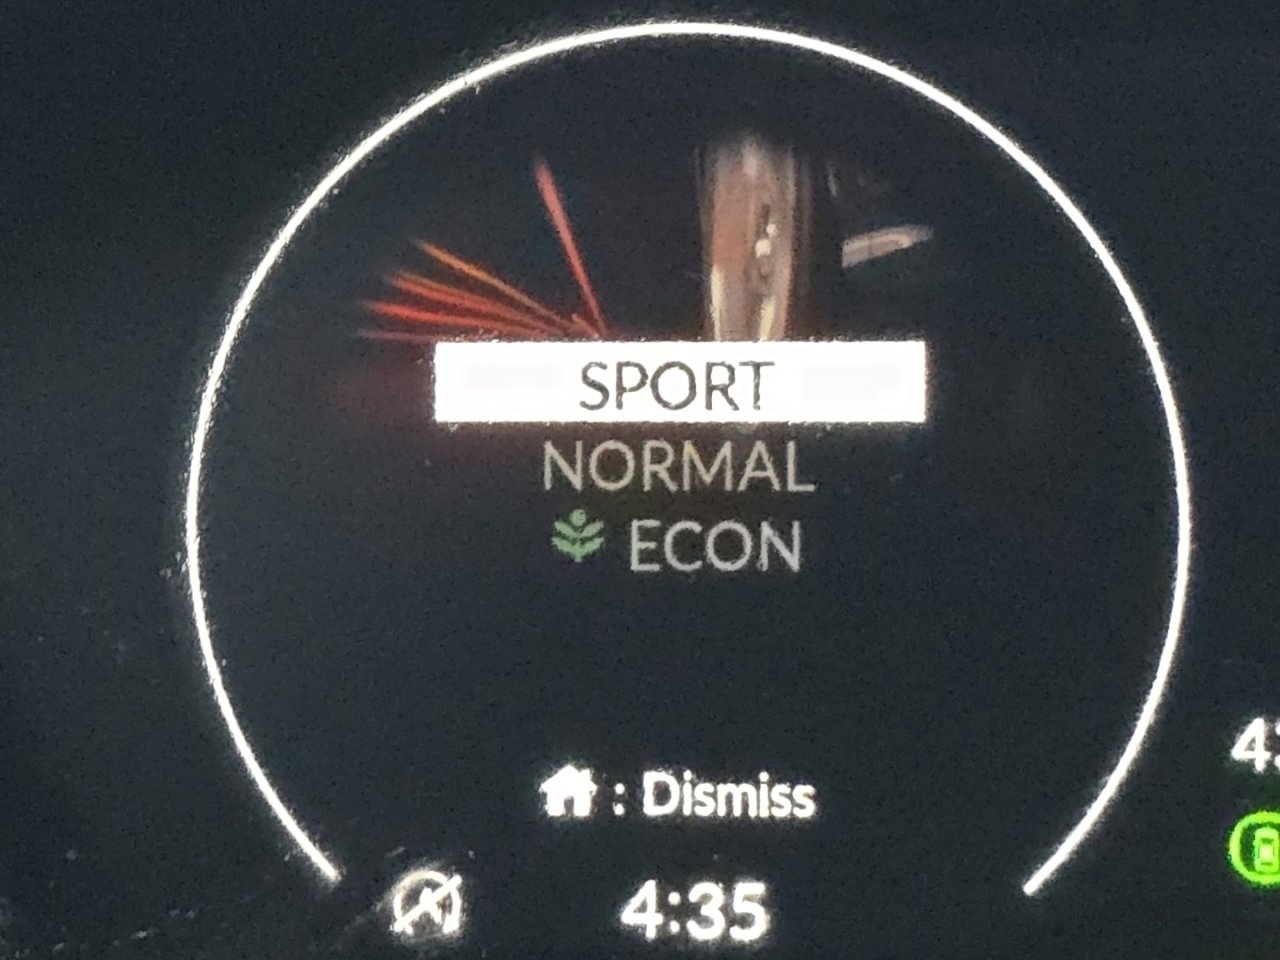 SPORT
NORMAL
ECON
: Dismiss
4:35